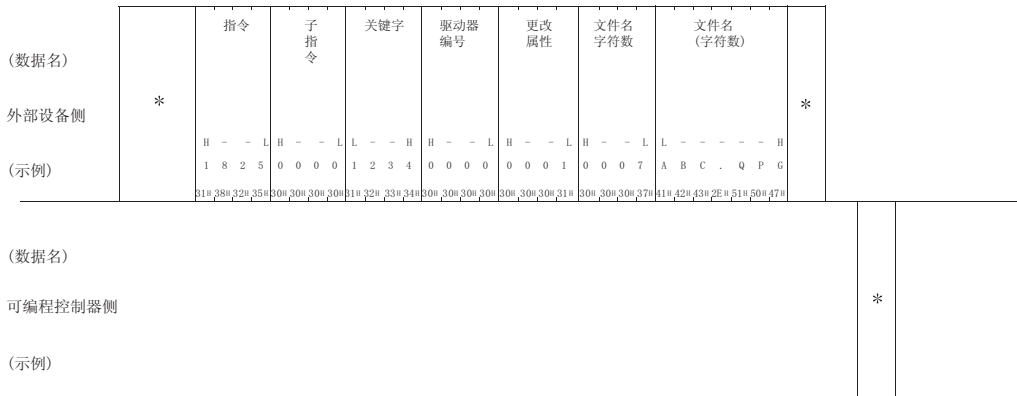 指令 子指令 关键字 驱动器编号 更改属性 文件名字符数 文件名(字符数)
(数据名)
* *
外部设备侧
H - - L H - - L L - - H H - - L H - - L H - - L L - - - - - H
(示例) 1 8 2 5 0 0 0 0 1 2 3 4 0 0 0 0 0 0 0 1 0 0 0 7 A B C . Q P G
31H 38H 32H 35H 30H 30H 30H 30H 31H 32H 33H 34H 30H 30H 30H 30H 30H 30H 30H 31H 30H 30H 30H 37H 41H 42H 43H 2EH 51H 50H 47H
(数据名)
可编程控制器侧 *
(示例)